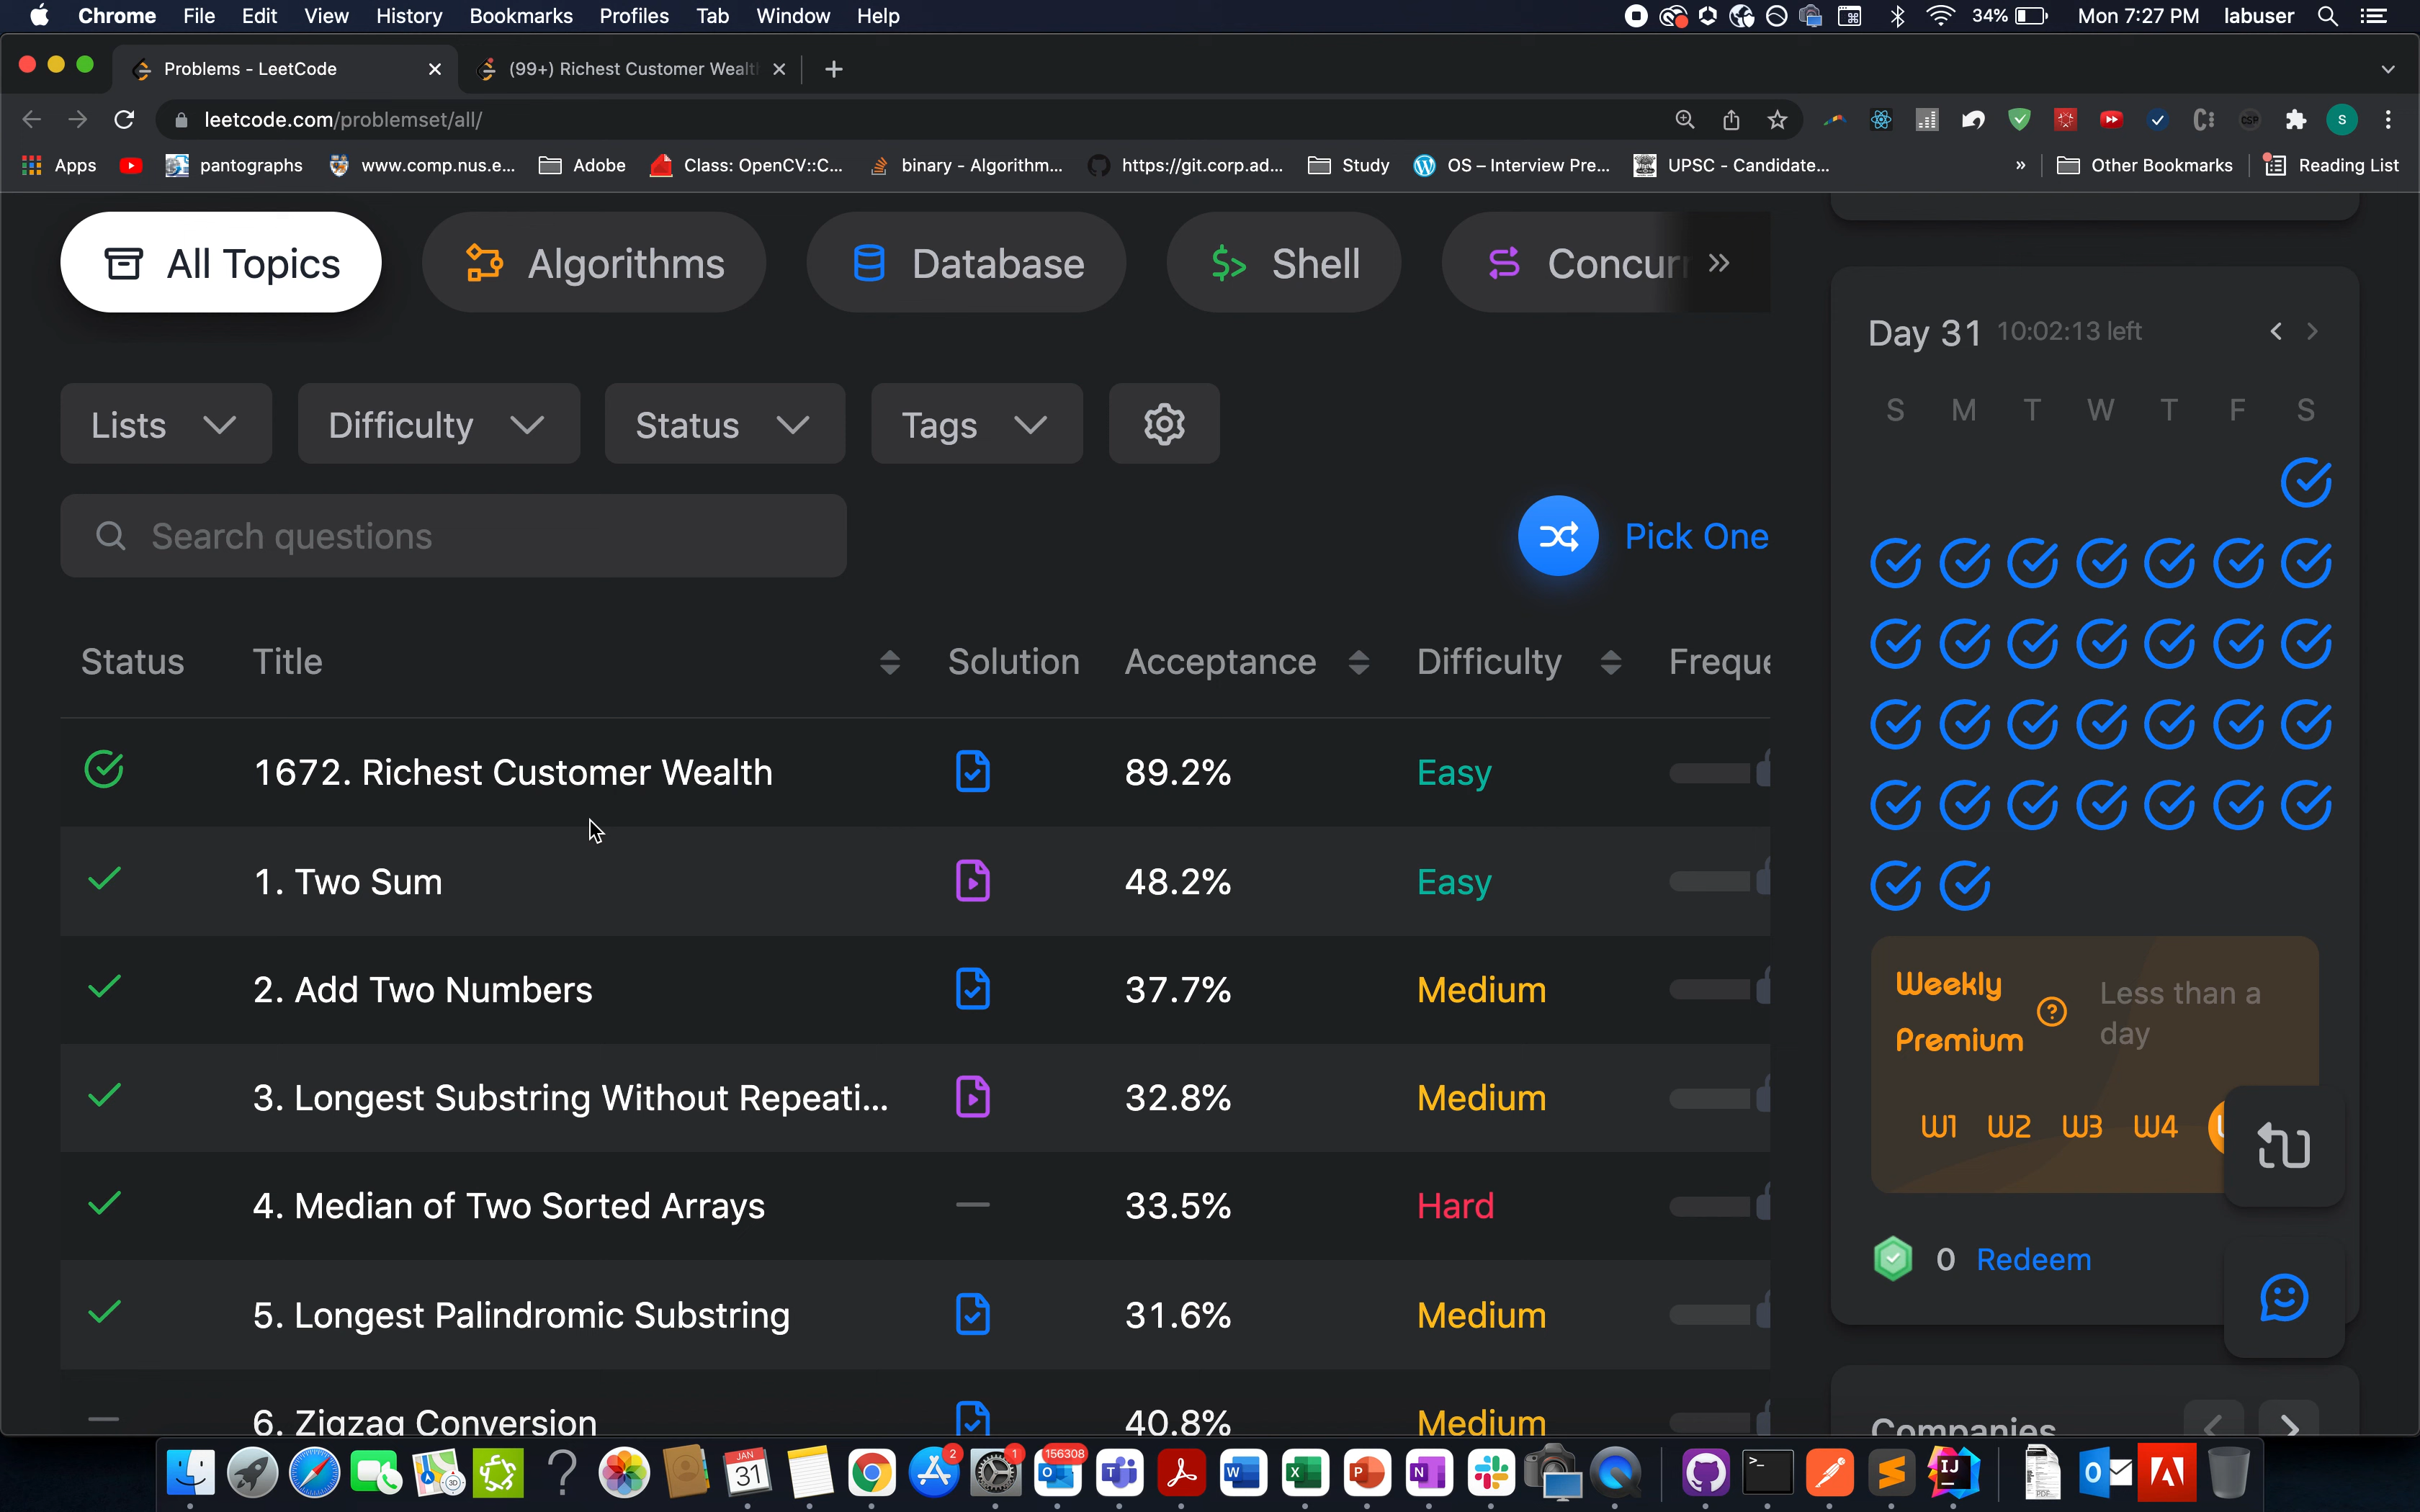 Chrome File Edit View History Bookmarks Profiles Tab Window Help 34% Mon 7:27 PM labuser
Problems - LeetCode (99+) Richest Customer Wealt
leetcode.com/problemset/all/ S
Apps pantographs www.comp.nus.e... Adobe Class: OpenCV::C... binary - Algorithm... https://git.corp.ad... Study OS – Interview Pre... UPSC - Candidate... » Other Bookmarks Reading List
All Topics Algorithms Database Shell Concurr
Lists Difficulty Status Tags
Search questions Pick One
Status Title Solution Acceptance Difficulty Freque
1672. Richest Customer Wealth 89.2% Easy
1. Two Sum 48.2% Easy
2. Add Two Numbers 37.7% Medium
3. Longest Substring Without Repeati... 32.8% Medium
4. Median of Two Sorted Arrays 33.5% Hard
5. Longest Palindromic Substring 31.6% Medium
6. Zigzag Conversion 40.8% Medium
Day 31 10:02:13 left
S M T W T F S
Weekly Premium Less than a day
W1 W2 W3 W4
0 Redeem
Companies
JAN 31 2 1 156308